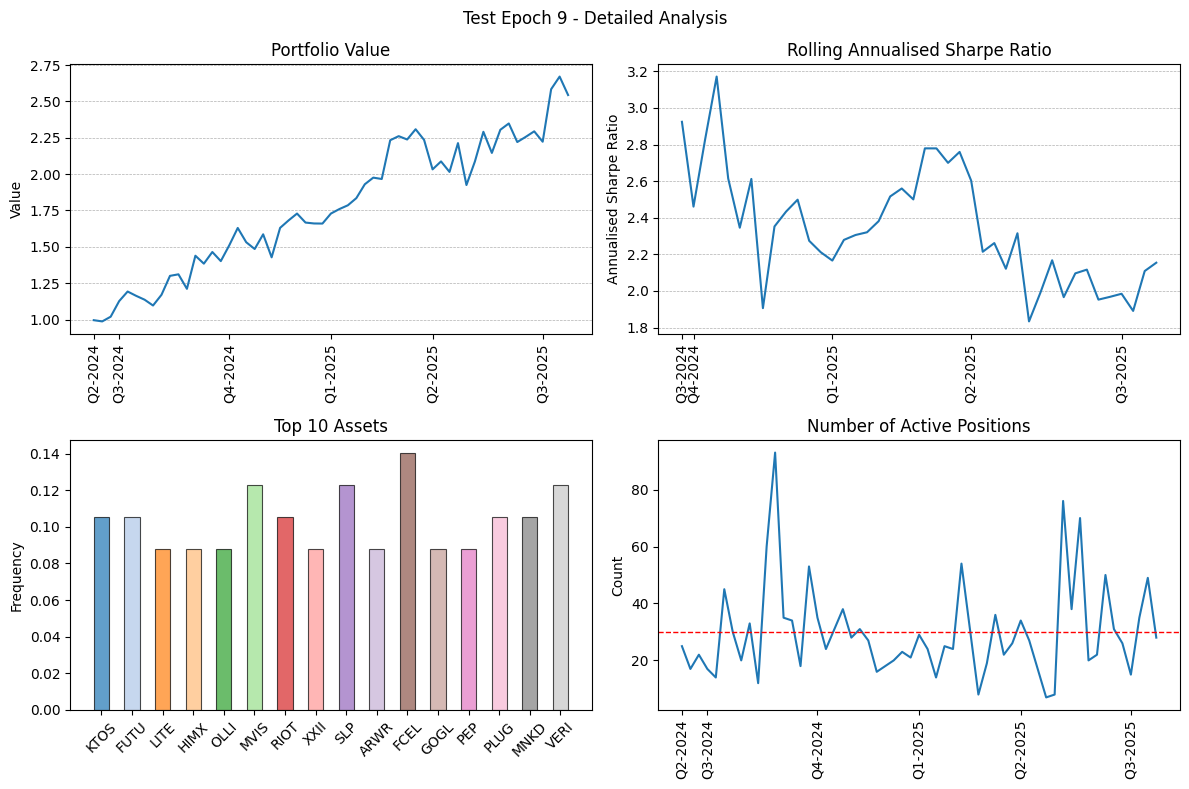 Test Epoch 9 - Detailed Analysis
Portfolio Value
Value
2.75
2.50
2.25
2.00
1.75
1.50
1.25
1.00
Q2-2024
Q3-2024
Q4-2024
Q1-2025
Q2-2025
Q3-2025
Rolling Annualised Sharpe Ratio
Annualised Sharpe Ratio
3.2
3.0
2.8
2.6
2.4
2.2
2.0
1.8
Q3-2024
Q4-2024
Q1-2025
Q2-2025
Q3-2025
Top 10 Assets
Frequency
0.14
0.12
0.10
0.08
0.06
0.04
0.02
0.00
KTOS
FUTU
LITE
HIMX
OLLI
MVIS
RIOT
XXII
SLP
ARWR
FCEL
GOGL
PEP
PLUG
MNKD
VERI
Number of Active Positions
Count
80
60
40
20
Q2-2024
Q3-2024
Q4-2024
Q1-2025
Q2-2025
Q3-2025